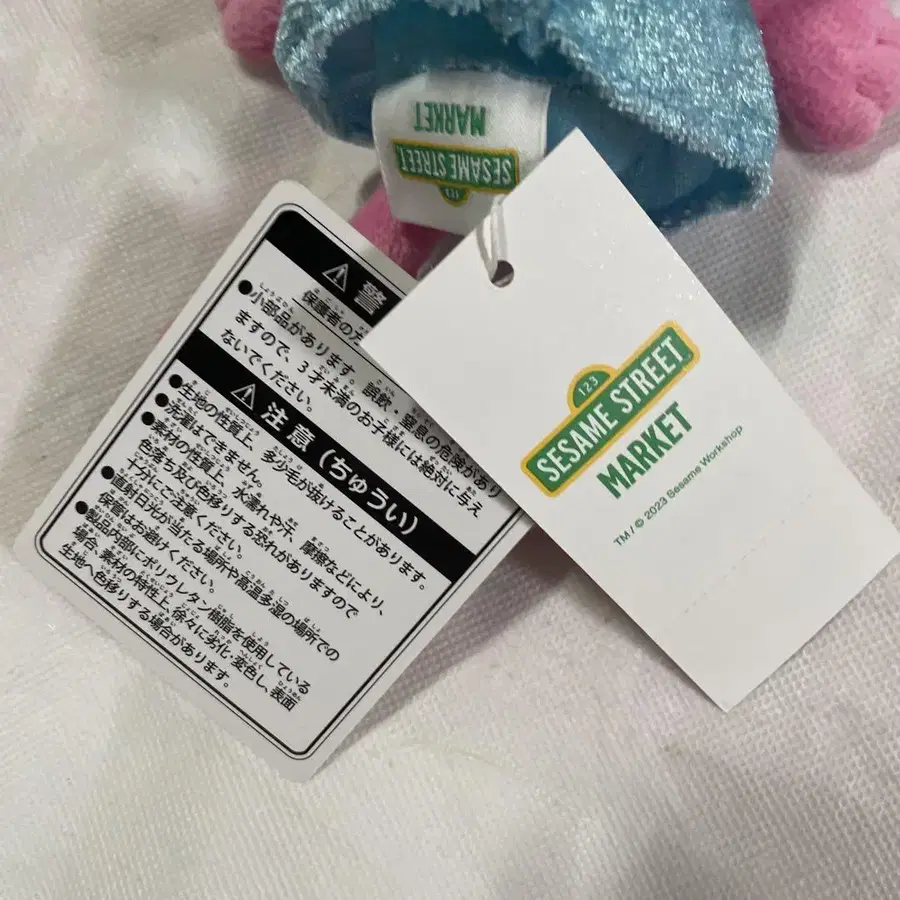 MARKET
SESAME STREET
123
警
保護者の方
●小部品があります。誤飲・窒息の危険があり
ますので、3才未満のお子様には絶対に与え
ないでください。
注意(ちゅうい)
●生地の性質上、多少毛が抜けることがあります。
●洗濯はできません。
●素材の性質上、水濡れや汗、摩擦などにより、
色落ち及び色移りする恐れがありますので
十分にご注意ください。
●直射日光が当たる場所や高温多湿の場所での
保管はお避けください。
●製品内部にポリウレタン樹脂を使用している
場合、素材の特性上、徐々に劣化・変色し、表面
生地へ色移りする場合があります。
123
SESAME STREET
MARKET
TM / © 2023 Sesame Workshop